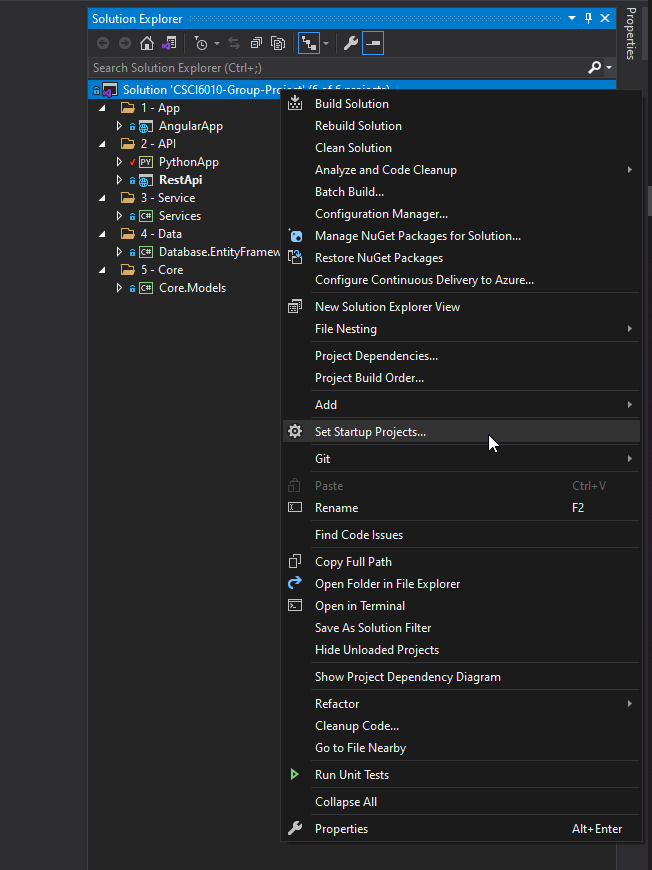 Solution Explorer
Properties
Search Solution Explorer (Ctrl+;)
Solution 'CSCI6010-Group-Project' (6 of 6 projects)
1 - App
AngularApp
2 - API
PY PythonApp
RestApi
3 - Service
C# Services
4 - Data
C# Database.EntityFramew
5 - Core
C# Core.Models
Build Solution
Rebuild Solution
Clean Solution
Analyze and Code Cleanup
Batch Build...
Configuration Manager...
Manage NuGet Packages for Solution...
Restore NuGet Packages
Configure Continuous Delivery to Azure...
New Solution Explorer View
File Nesting
Project Dependencies...
Project Build Order...
Add
Set Startup Projects...
Git
Paste Ctrl+V
Rename F2
Find Code Issues
Copy Full Path
Open Folder in File Explorer
Open in Terminal
Save As Solution Filter
Hide Unloaded Projects
Show Project Dependency Diagram
Refactor
Cleanup Code...
Go to File Nearby
Run Unit Tests
Collapse All
Properties Alt+Enter